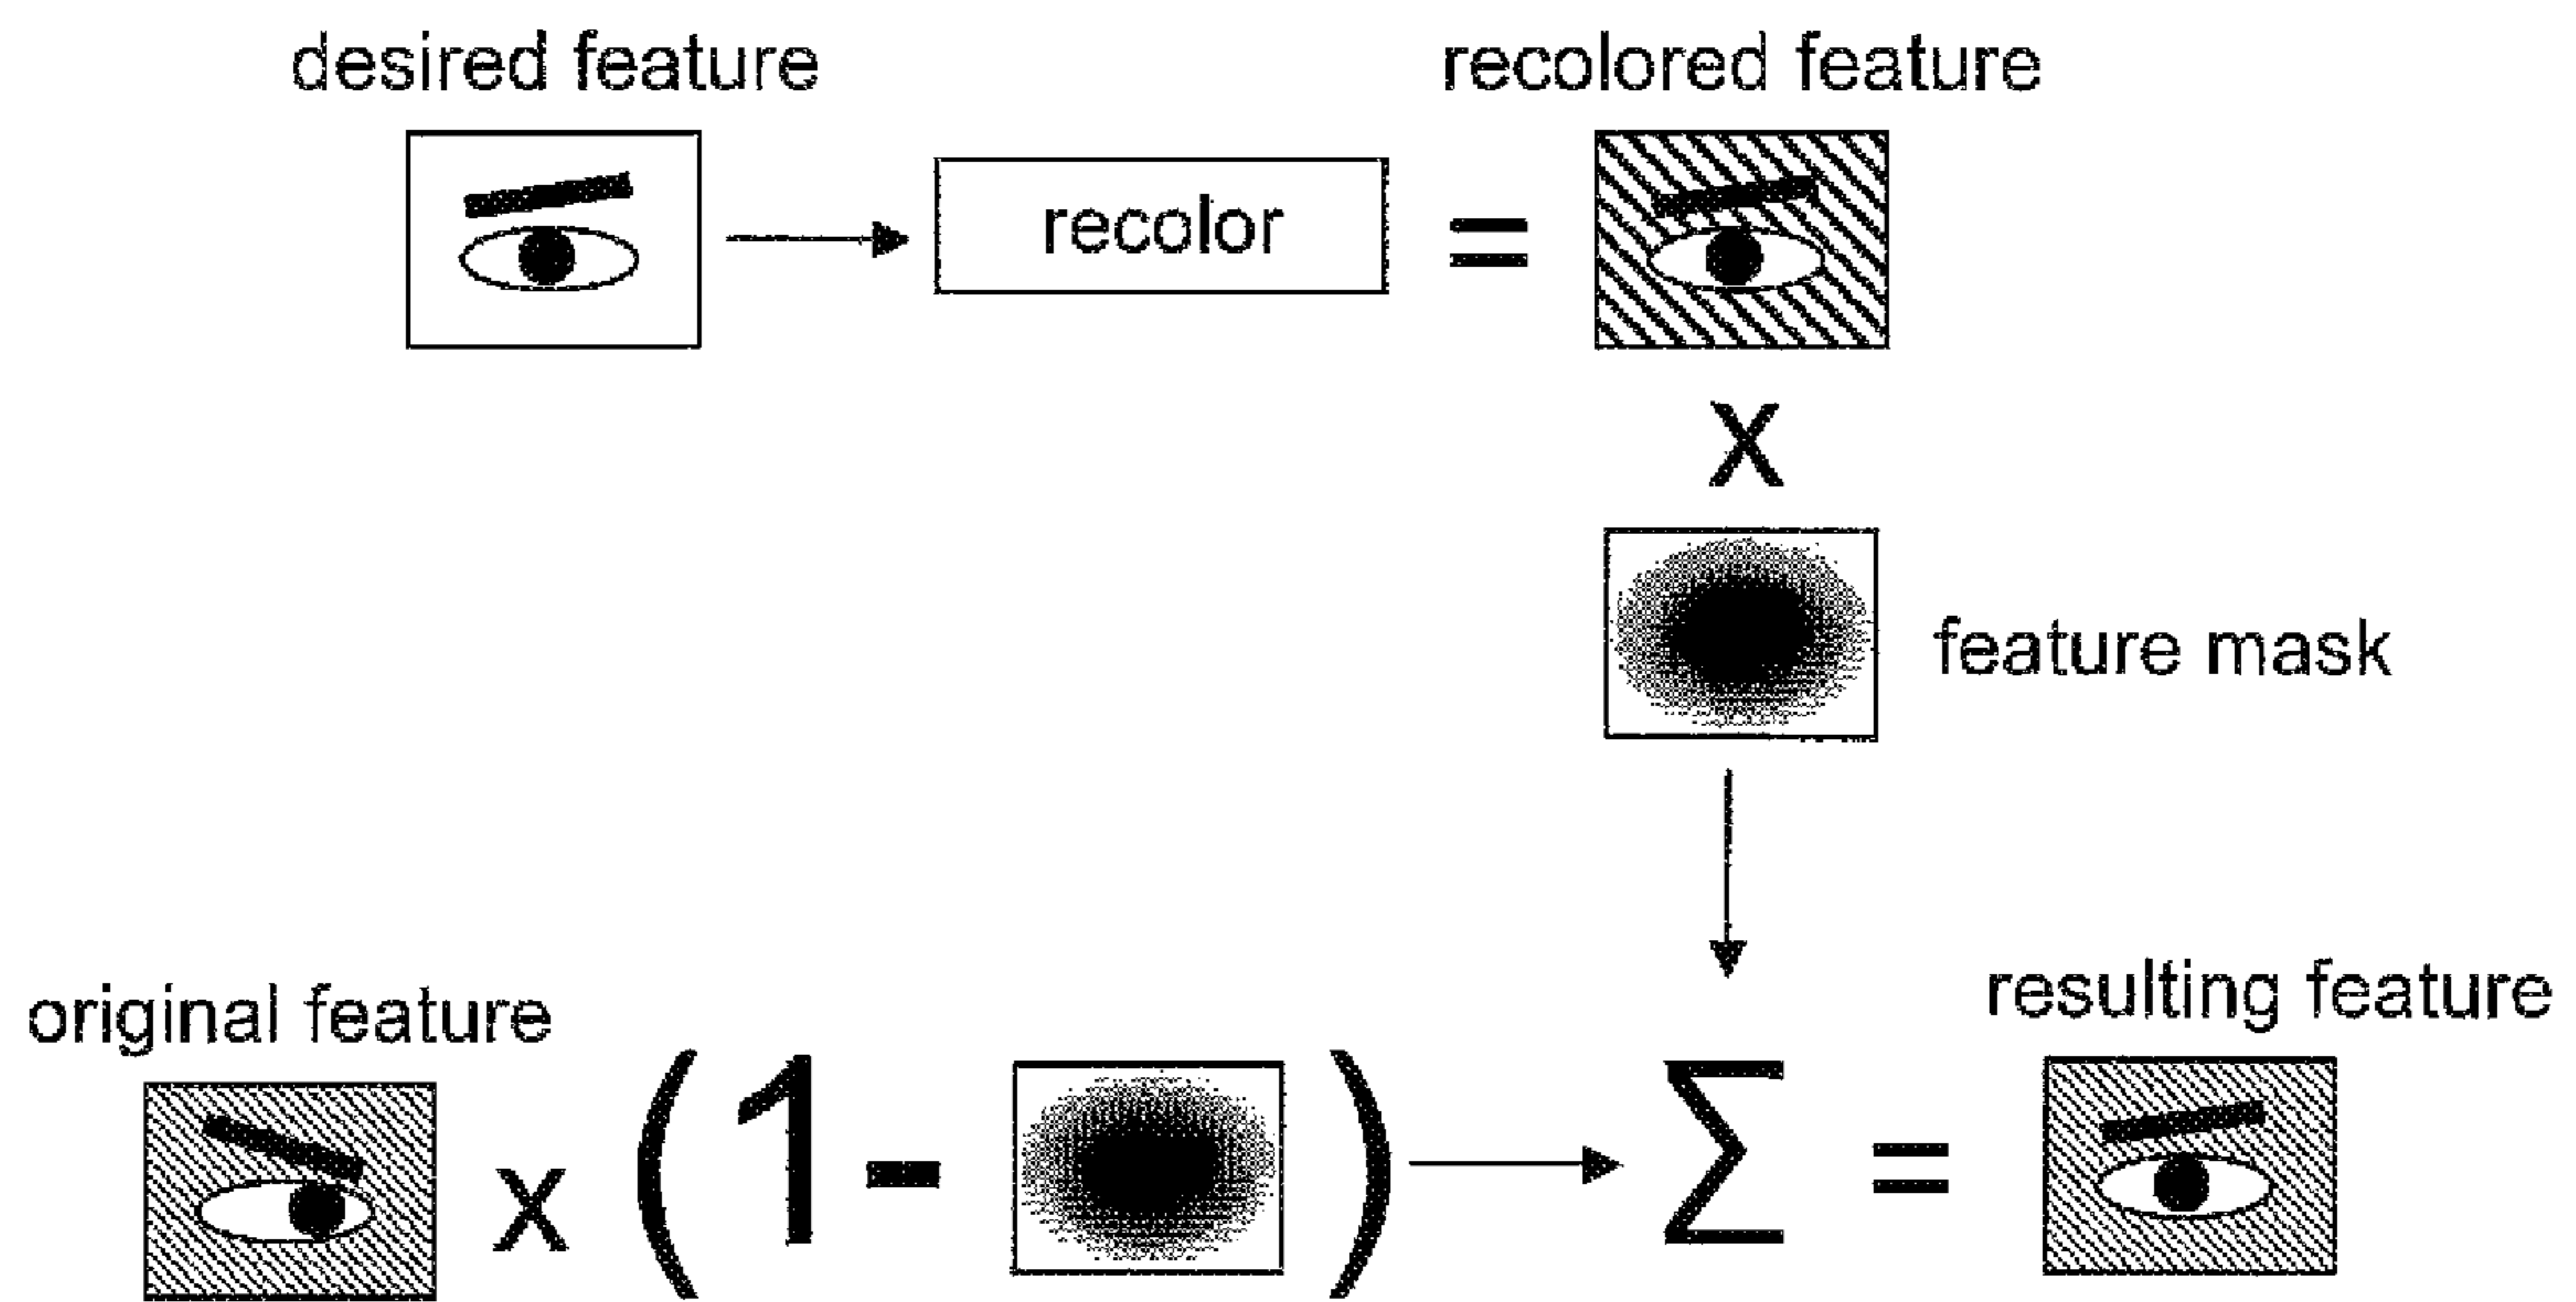 desired feature
recolored feature
recolor
=
x
feature mask
original feature
resulting feature
x (1- ) Σ =